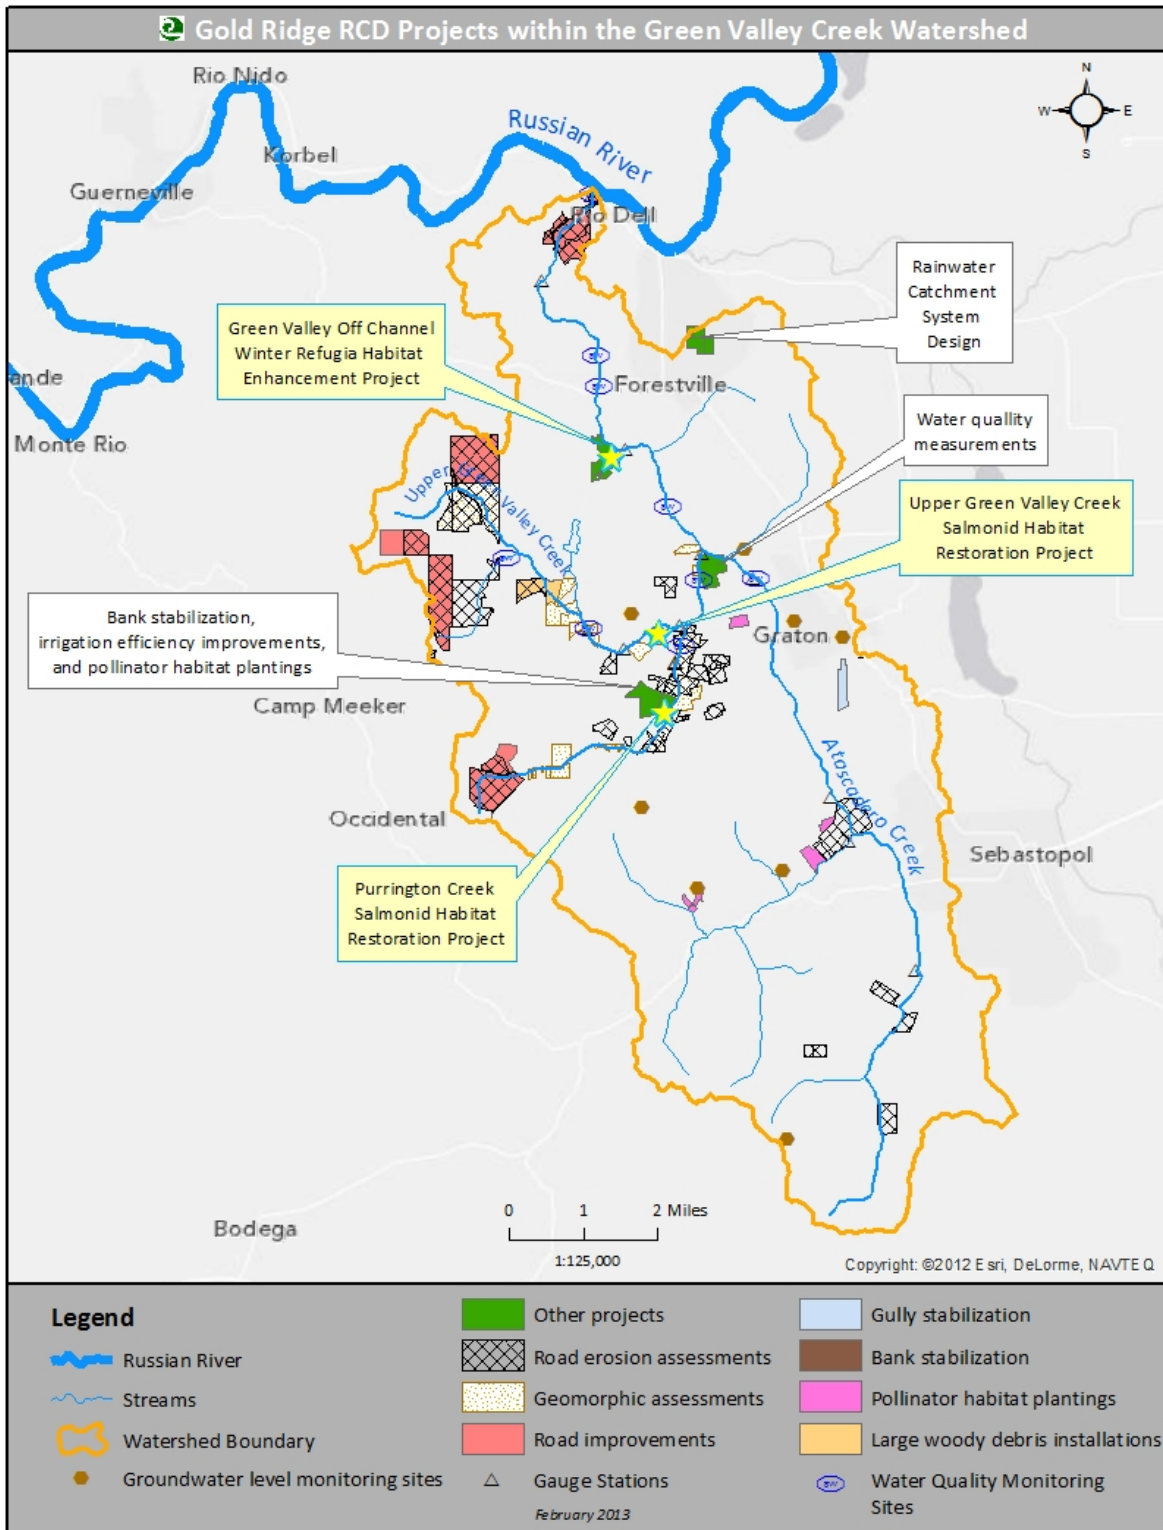 Gold Ridge RCD Projects within the Green Valley Creek Watershed
Rio Nido
N
W
E
S
Russian River
Korbel
Guerneville
Rio Dell
Rainwater
Catchment
System
Design
Green Valley Off Channel
Winter Refugia Habitat
Enhancement Project
ande
Forestville
Monte Rio
Water quallity
measurements
Upper Green Valley Creek
Upper Green Valley Creek
Salmonid Habitat
Restoration Project
Bank stabilization,
irrigation efficiency improvements,
and pollinator habitat plantings
Graton
Camp Meeker
Atascadero Creek
Occidental
Sebastopol
Purrington Creek
Salmonid Habitat
Restoration Project
0 1 2 Miles
1:125,000
Bodega
Copyright: ©2012 Esri, DeLorme, NAVTEQ
Legend
Russian River
Streams
Watershed Boundary
Groundwater level monitoring sites
Other projects
Road erosion assessments
Geomorphic assessments
Road improvements
Gauge Stations
February 2013
Gully stabilization
Bank stabilization
Pollinator habitat plantings
Large woody debris installations
Water Quality Monitoring
Sites